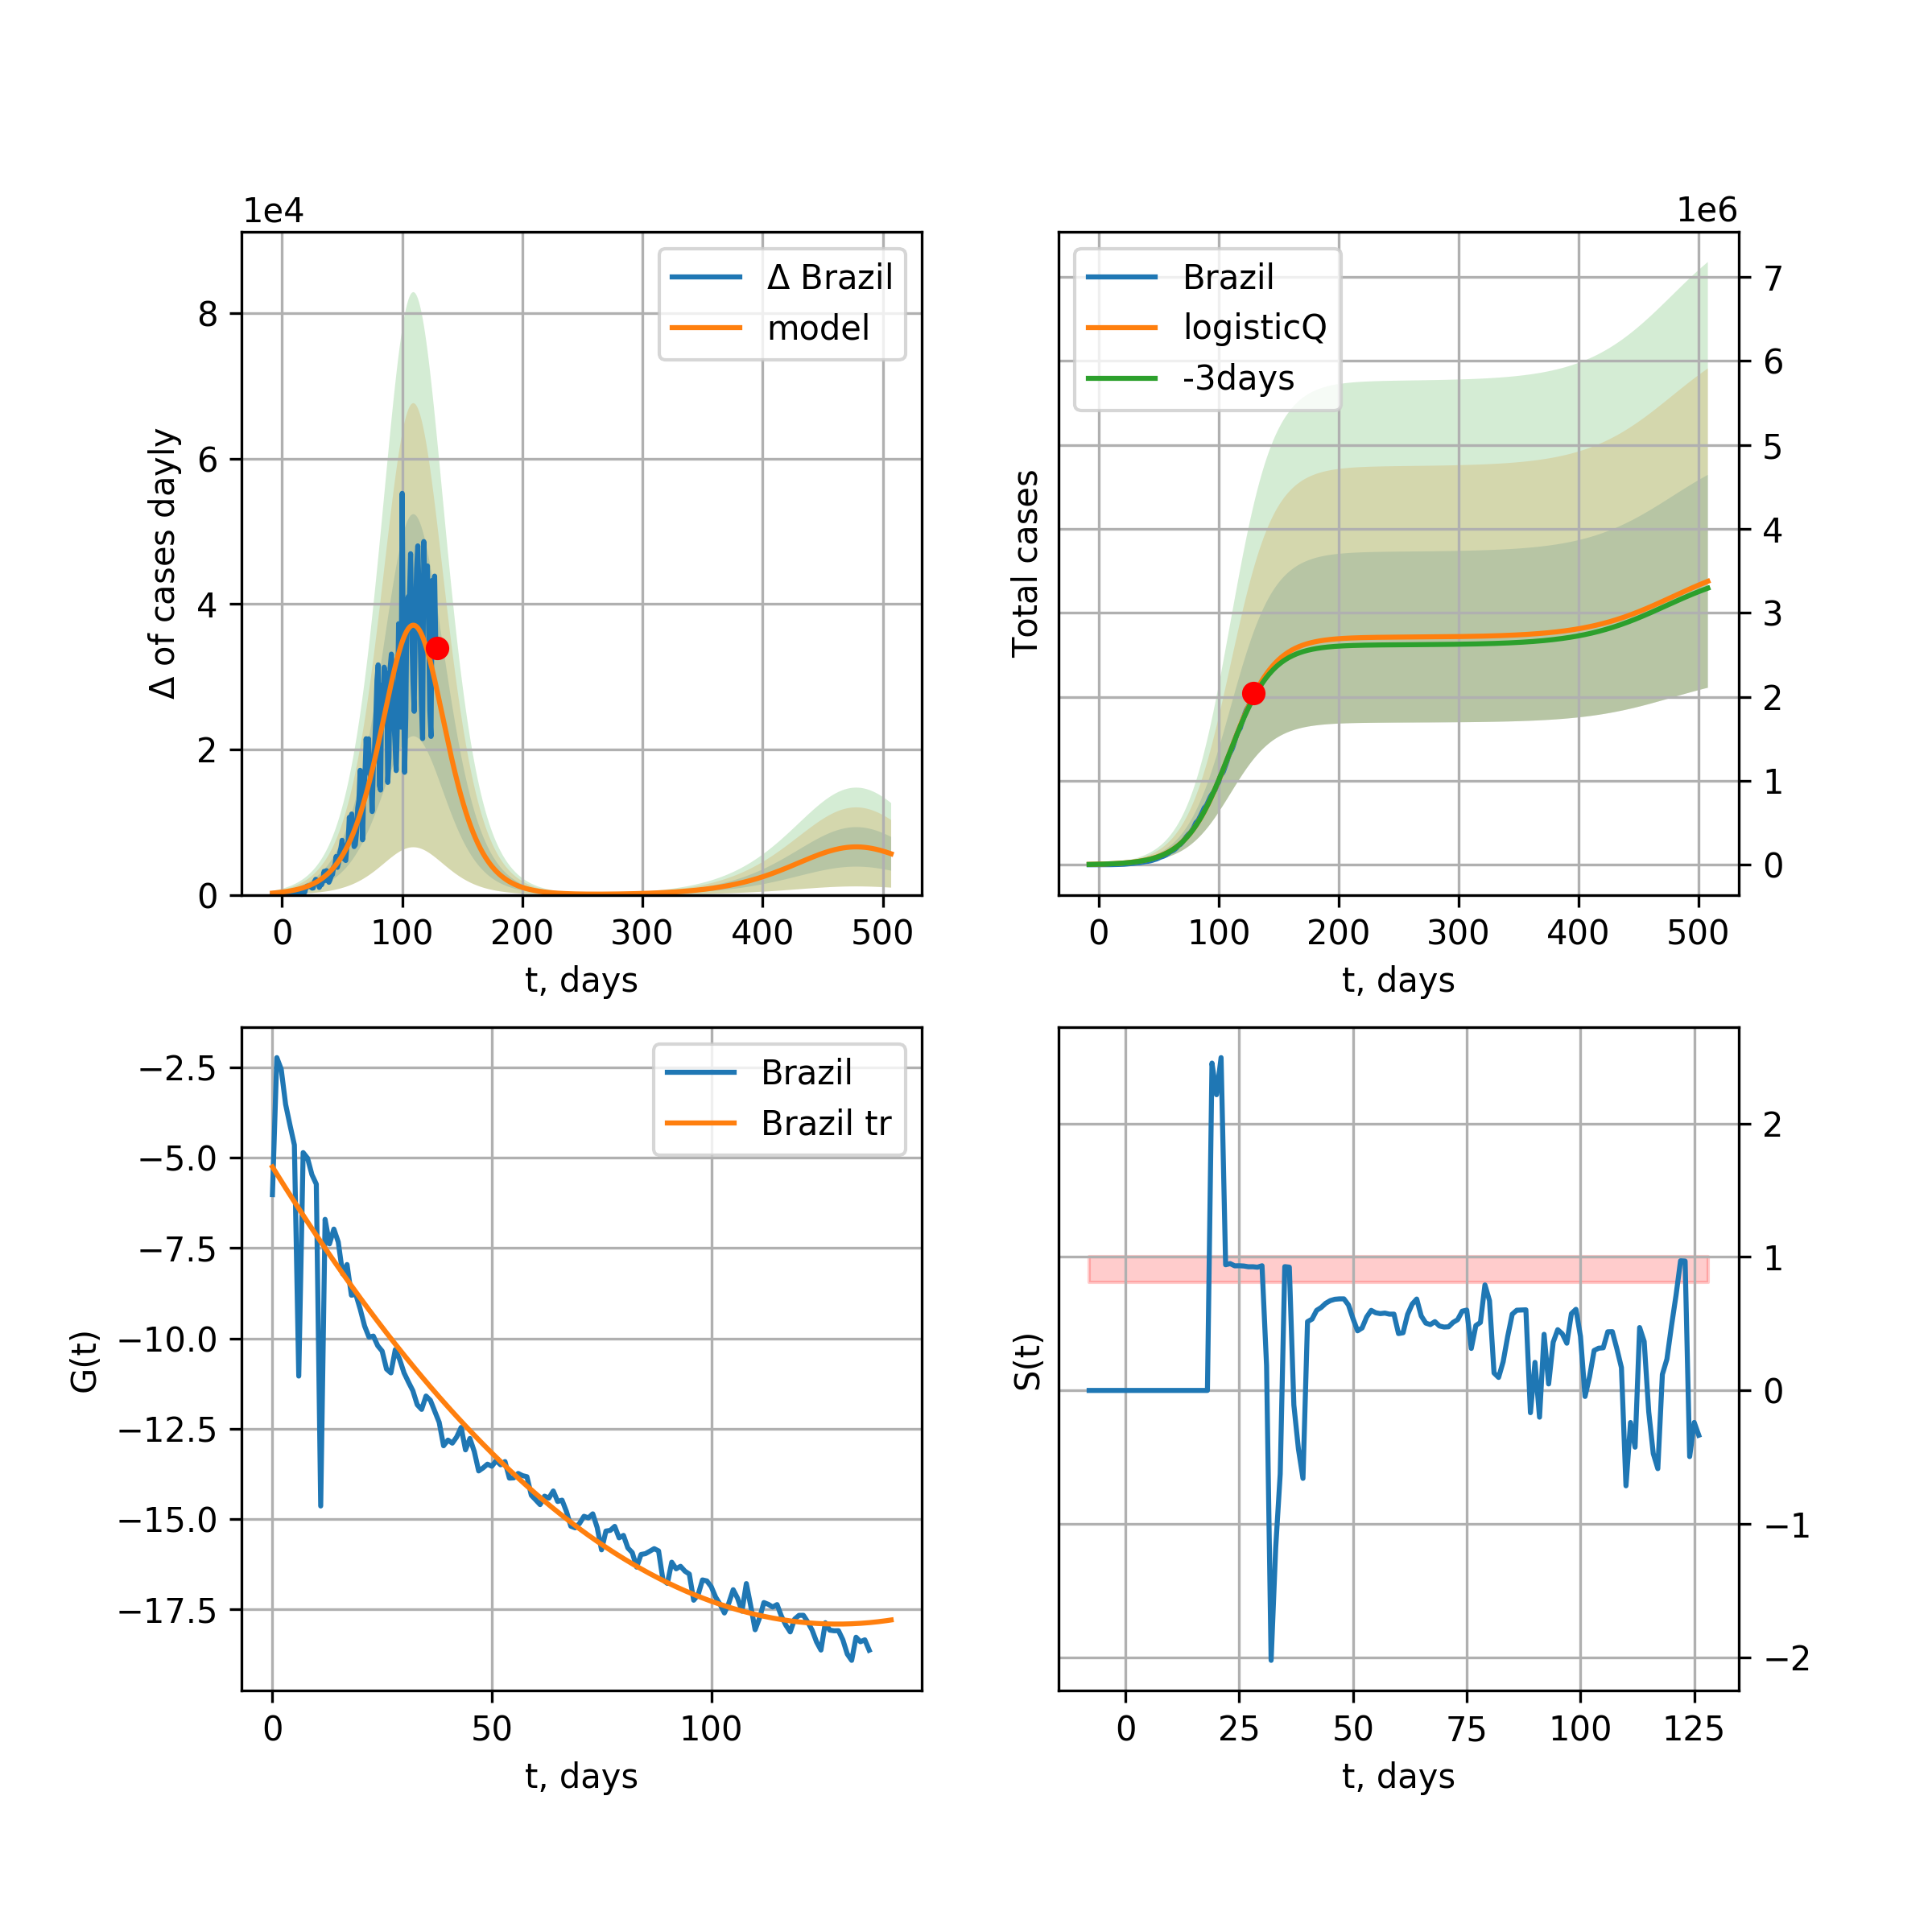 1e4
Δ of cases dayly
8
6
4
2
0
Δ Brazil
model
0 100 200 300 400 500
t, days
1e6
Total cases
Brazil
logisticQ
-3days
7
6
5
4
3
2
1
0
0 100 200 300 400 500
t, days
G(t)
−2.5
−5.0
−7.5
−10.0
−12.5
−15.0
−17.5
Brazil
Brazil tr
0 50 100
t, days
S(t)
2
1
0
−1
−2
0 25 50 75 100 125
t, days